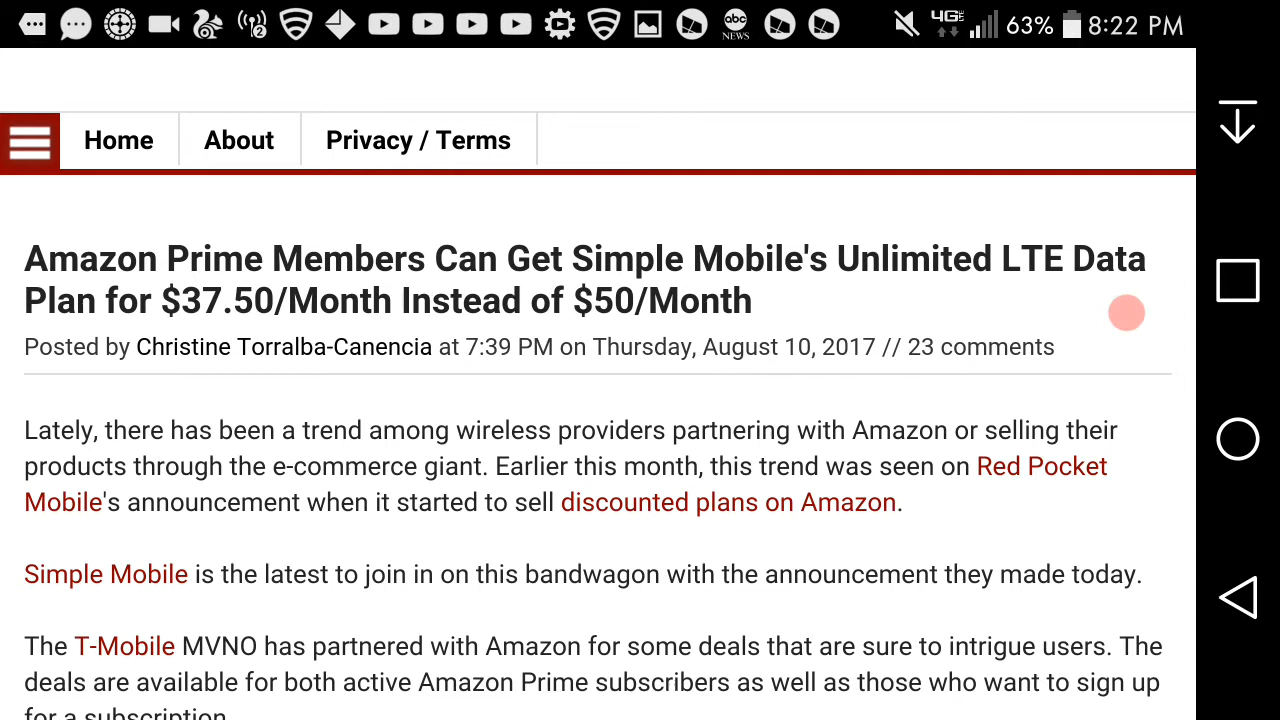 abc NEWS 4GE 63% 8:22 PM
Home About Privacy / Terms
Amazon Prime Members Can Get Simple Mobile's Unlimited LTE Data
Plan for $37.50/Month Instead of $50/Month
Posted by Christine Torralba-Canencia at 7:39 PM on Thursday, August 10, 2017 // 23 comments
Lately, there has been a trend among wireless providers partnering with Amazon or selling their
products through the e-commerce giant. Earlier this month, this trend was seen on Red Pocket
Mobile's announcement when it started to sell discounted plans on Amazon.
Simple Mobile is the latest to join in on this bandwagon with the announcement they made today.
The T-Mobile MVNO has partnered with Amazon for some deals that are sure to intrigue users. The
deals are available for both active Amazon Prime subscribers as well as those who want to sign up
for a subscription.